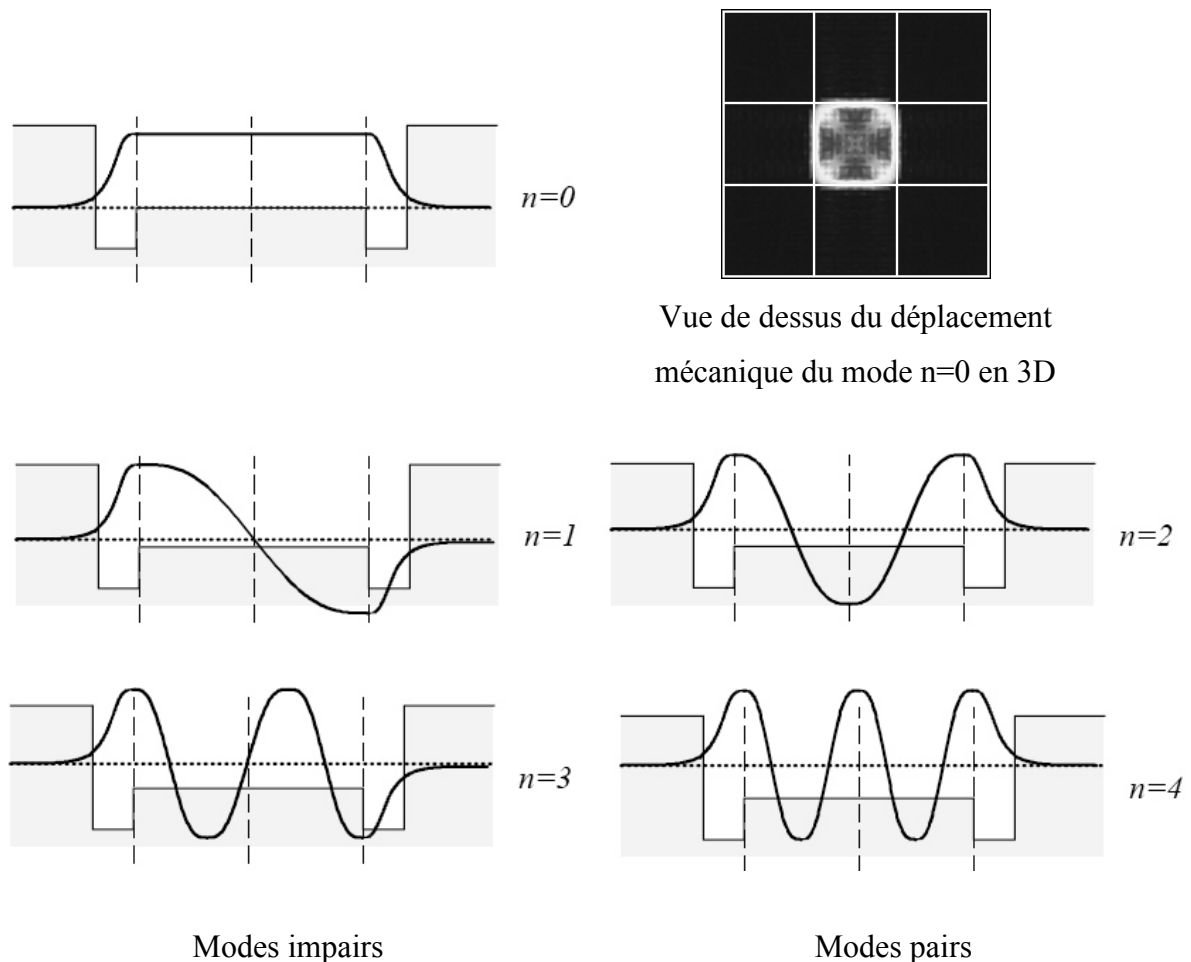 n=0
Vue de dessus du déplacement
mécanique du mode n=0 en 3D
n=1
n=2
n=3
n=4
Modes impairs
Modes pairs